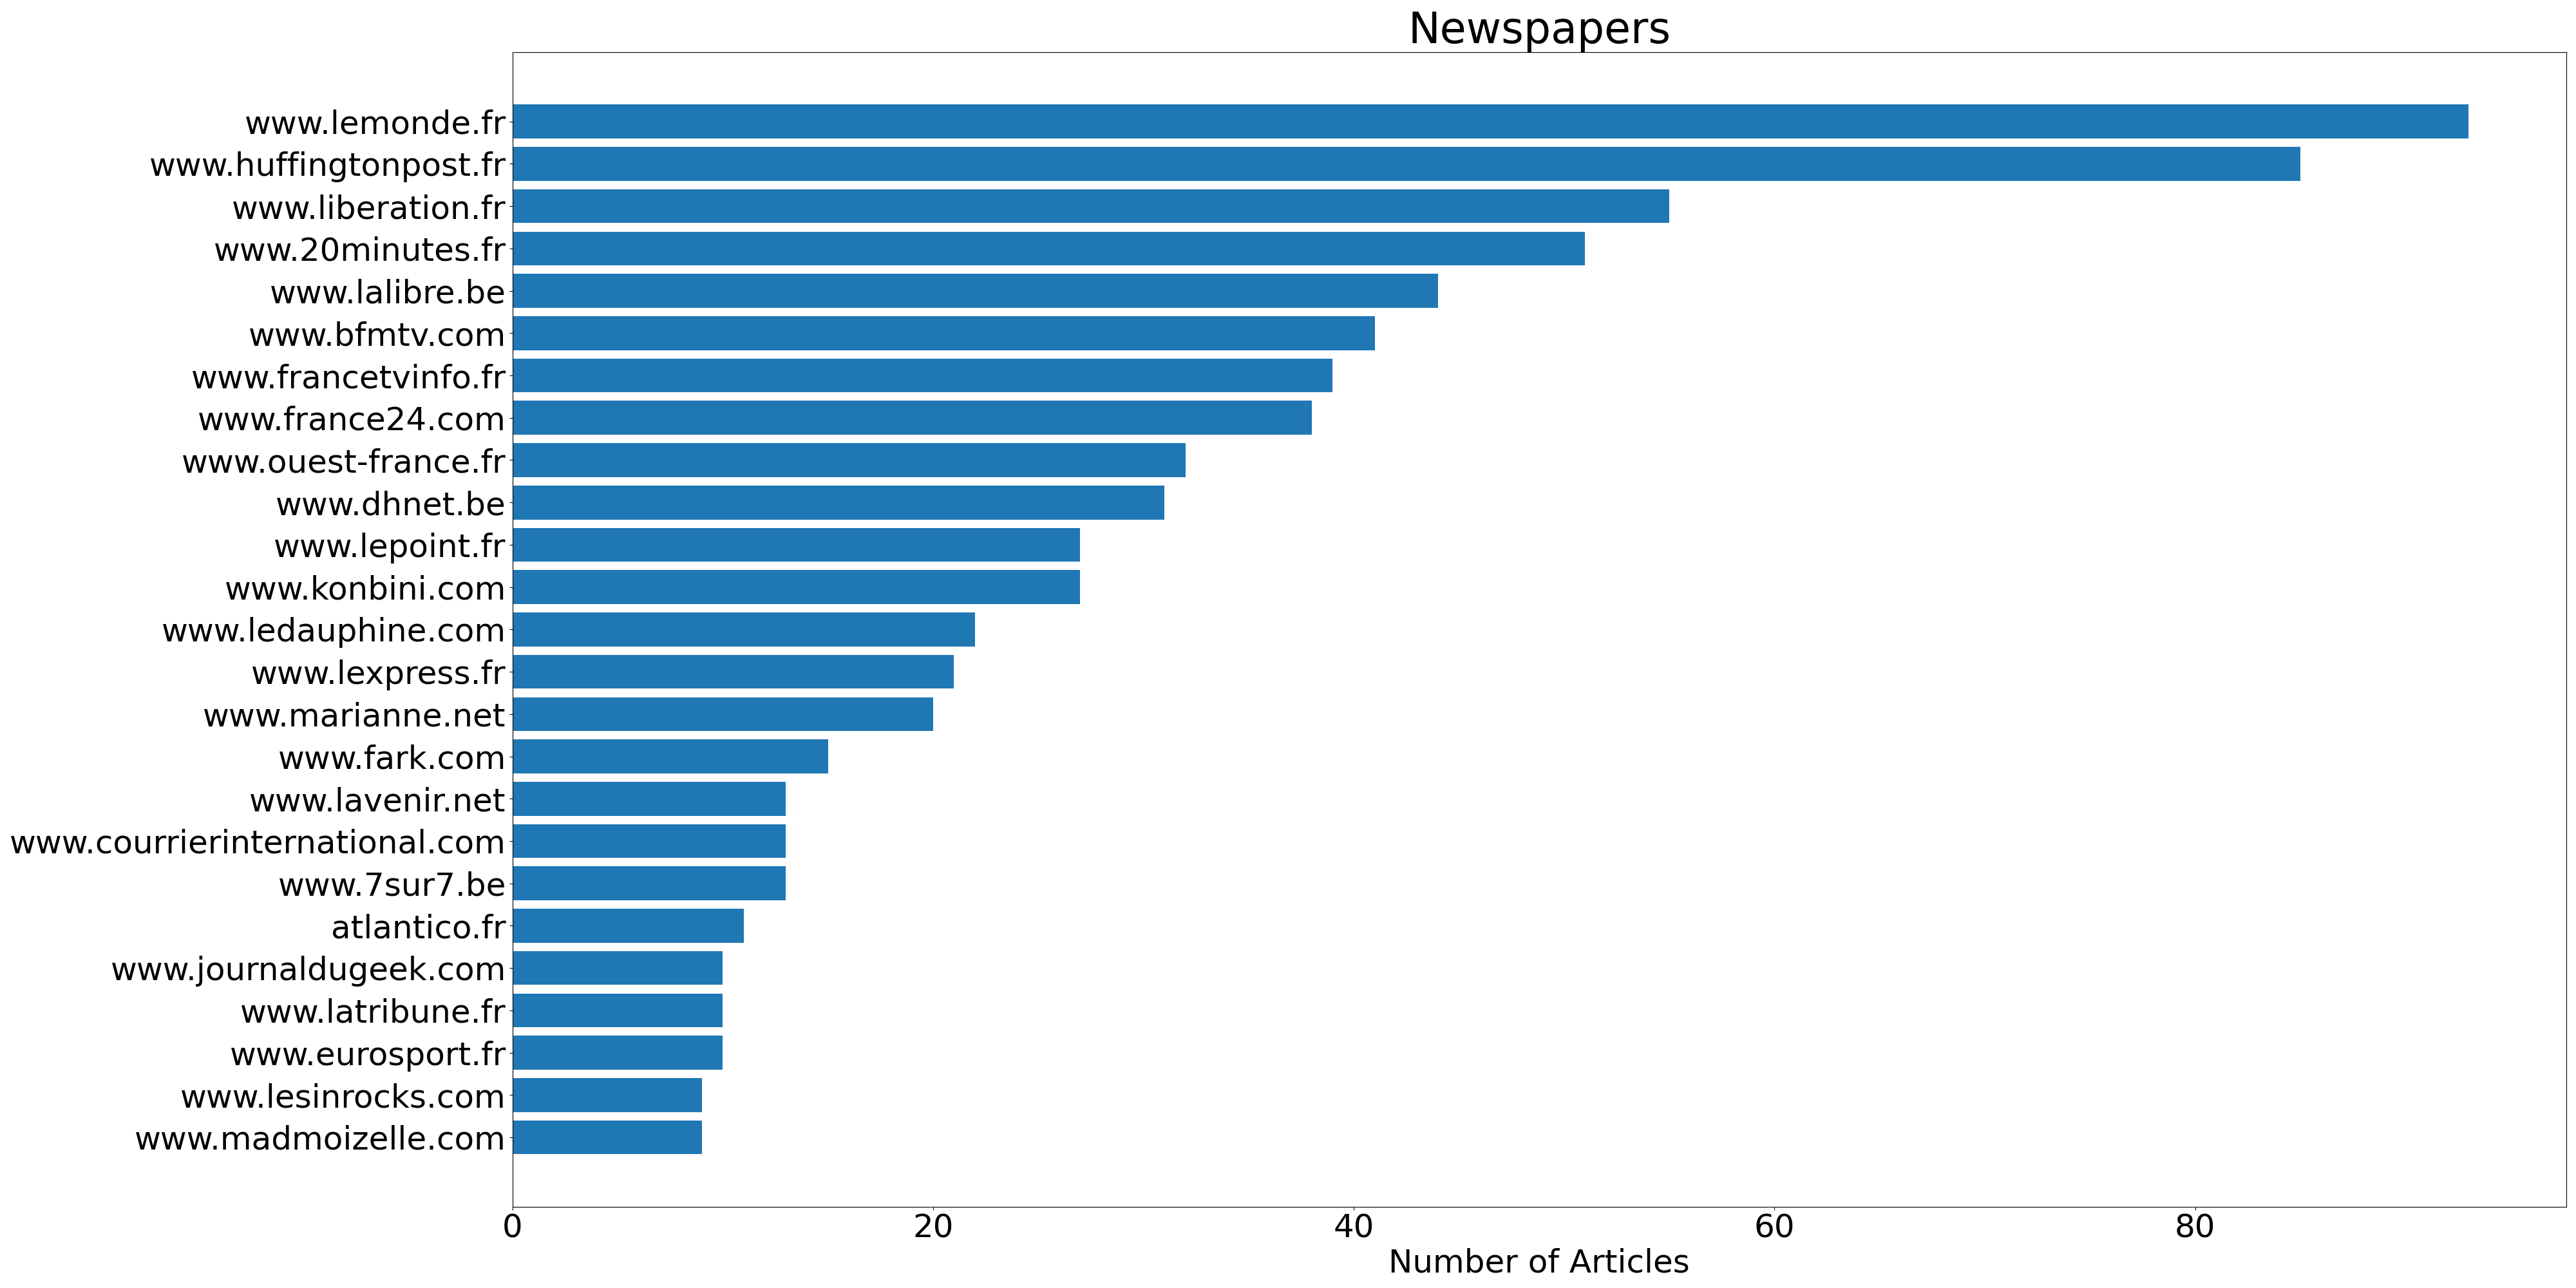 Newspapers
www.lemonde.fr
www.huffingtonpost.fr
www.liberation.fr
www.20minutes.fr
www.lalibre.be
www.bfmtv.com
www.francetvinfo.fr
www.france24.com
www.ouest-france.fr
www.dhnet.be
www.lepoint.fr
www.konbini.com
www.ledauphine.com
www.lexpress.fr
www.marianne.net
www.fark.com
www.lavenir.net
www.courrierinternational.com
www.7sur7.be
atlantico.fr
www.journaldugeek.com
www.latribune.fr
www.eurosport.fr
www.lesinrocks.com
www.madmoizelle.com
0 20 40 60 80
Number of Articles